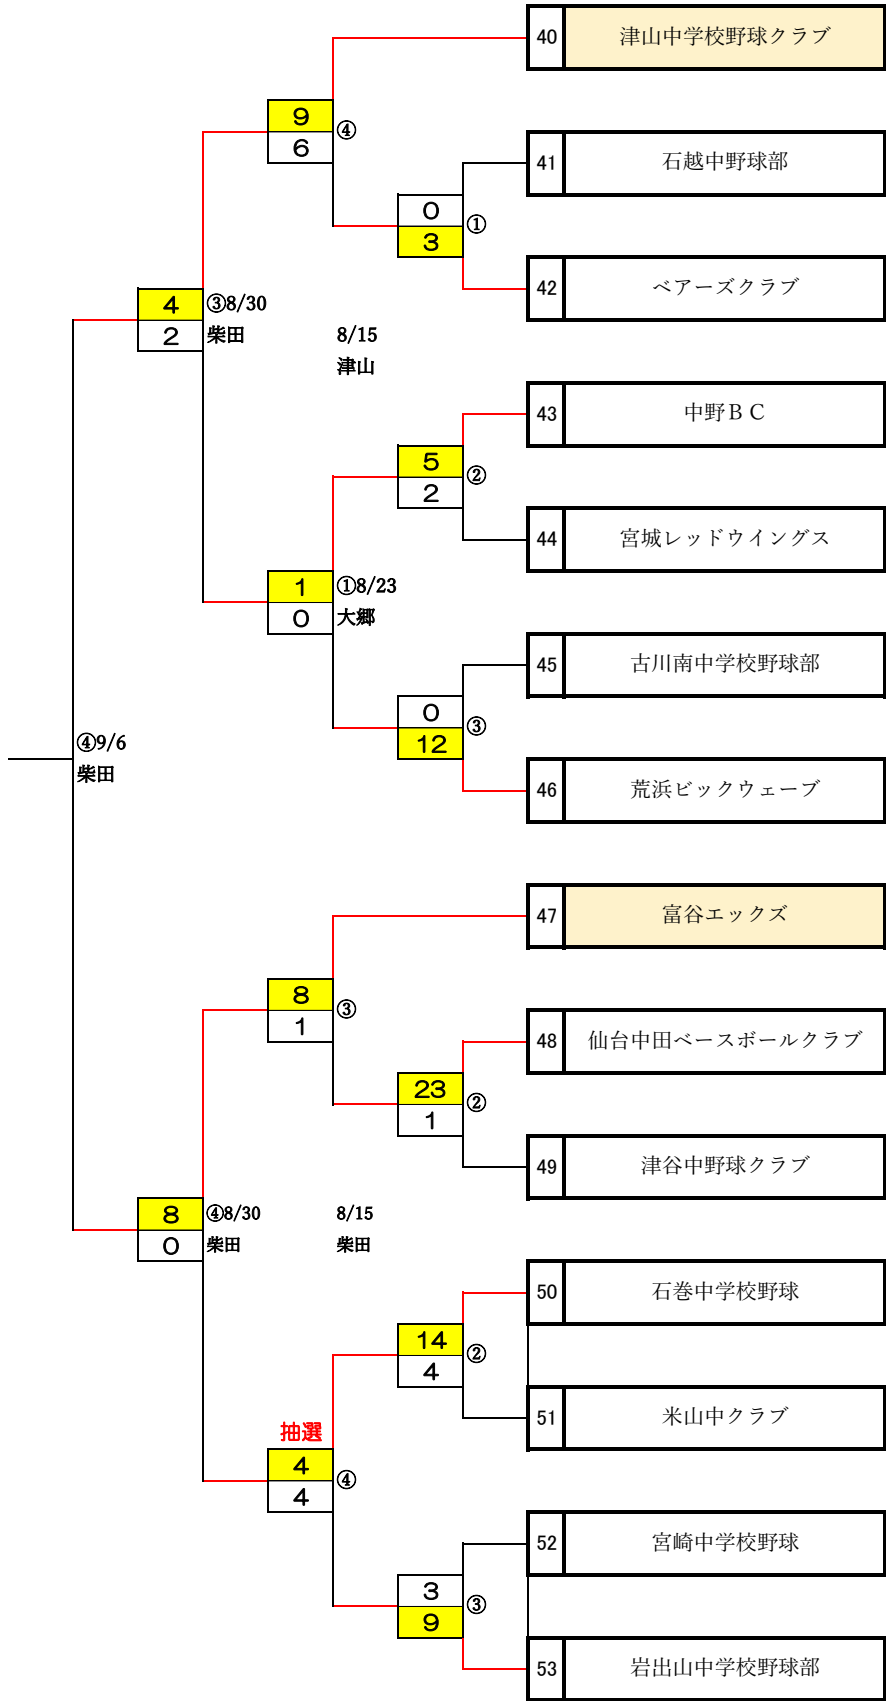 40 津山中学校野球クラブ
9
6
④
41 石越中野球部
0
3
①
42 ベアーズクラブ
4
2
③8/30
柴田
8/15
津山
43 中野ＢＣ
5
2
②
44 宮城レッドウイングス
1
0
①8/23
大郷
45 古川南中学校野球部
0
12
③
④9/6
柴田
46 荒浜ビックウェーブ
47 富谷エックズ
8
1
③
48 仙台中田ベースボールクラブ
23
1
②
49 津谷中野球クラブ
8
0
④8/30
柴田
8/15
柴田
50 石巻中学校野球
14
4
②
51 米山中クラブ
抽選
4
4
④
52 宮崎中学校野球
3
9
③
53 岩出山中学校野球部